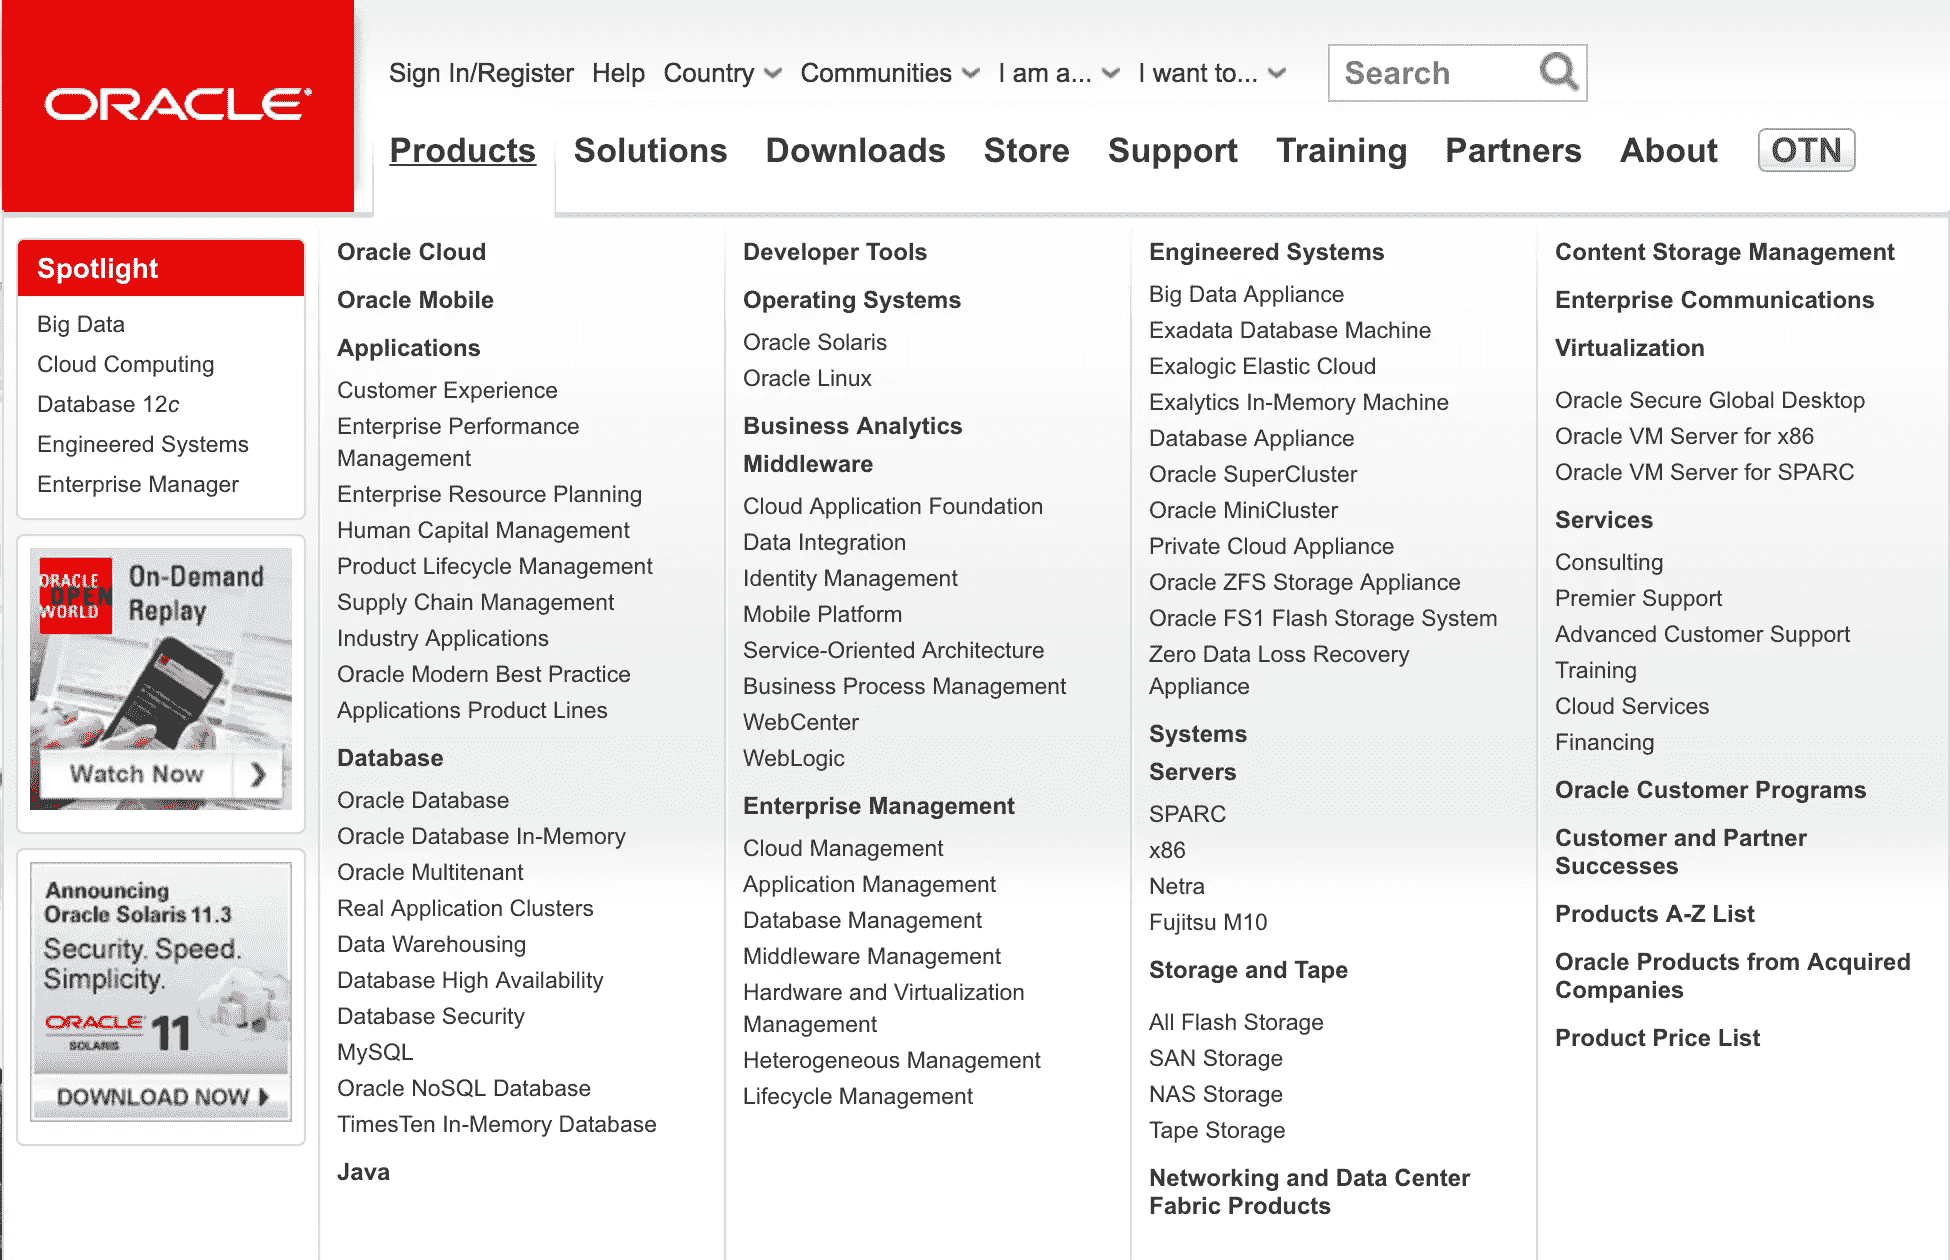 ORACLE
Sign In/Register Help Country Communities I am a... I want to... Search
Products Solutions Downloads Store Support Training Partners About OTN
Spotlight
Big Data
Cloud Computing
Database 12c
Engineered Systems
Enterprise Manager
ORACLE
OPEN
WORLD
On-Demand
Replay
Watch Now
Announcing
Oracle Solaris 11.3
Security. Speed.
Simplicity.
ORACLE
SOLARIS
11
DOWNLOAD NOW
Oracle Cloud
Oracle Mobile
Applications
Customer Experience
Enterprise Performance
Management
Enterprise Resource Planning
Human Capital Management
Product Lifecycle Management
Supply Chain Management
Industry Applications
Oracle Modern Best Practice
Applications Product Lines
Database
Oracle Database
Oracle Database In-Memory
Oracle Multitenant
Real Application Clusters
Data Warehousing
Database High Availability
Database Security
MySQL
Oracle NoSQL Database
TimesTen In-Memory Database
Java
Developer Tools
Operating Systems
Oracle Solaris
Oracle Linux
Business Analytics
Middleware
Cloud Application Foundation
Data Integration
Identity Management
Mobile Platform
Service-Oriented Architecture
Business Process Management
WebCenter
WebLogic
Enterprise Management
Cloud Management
Application Management
Database Management
Middleware Management
Hardware and Virtualization
Management
Heterogeneous Management
Lifecycle Management
Engineered Systems
Big Data Appliance
Exadata Database Machine
Exalogic Elastic Cloud
Exalytics In-Memory Machine
Database Appliance
Oracle SuperCluster
Oracle MiniCluster
Private Cloud Appliance
Oracle ZFS Storage Appliance
Oracle FS1 Flash Storage System
Zero Data Loss Recovery
Appliance
Systems
Servers
SPARC
x86
Netra
Fujitsu M10
Storage and Tape
All Flash Storage
SAN Storage
NAS Storage
Tape Storage
Networking and Data Center
Fabric Products
Content Storage Management
Enterprise Communications
Virtualization
Oracle Secure Global Desktop
Oracle VM Server for x86
Oracle VM Server for SPARC
Services
Consulting
Premier Support
Advanced Customer Support
Training
Cloud Services
Financing
Oracle Customer Programs
Customer and Partner
Successes
Products A-Z List
Oracle Products from Acquired
Companies
Product Price List